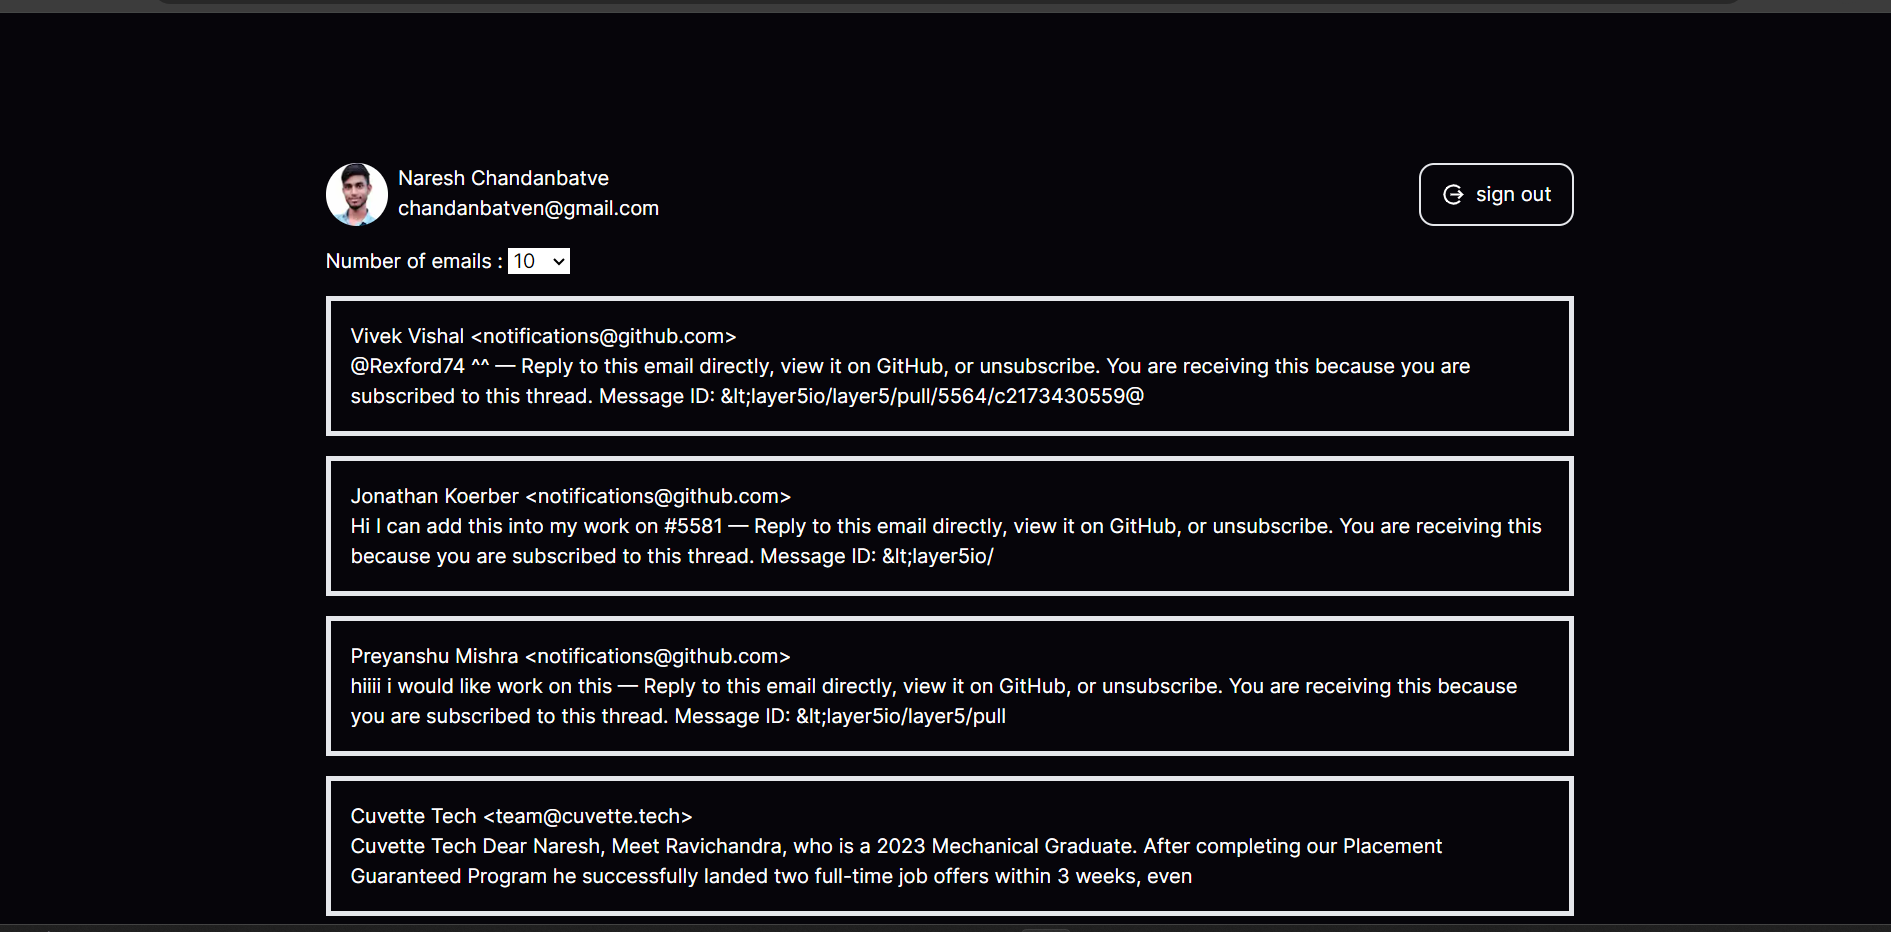 Naresh Chandanbatve
chandanbatven@gmail.com
sign out
Number of emails : 10
Vivek Vishal <notifications@github.com>
@Rexford74 ^^ — Reply to this email directly, view it on GitHub, or unsubscribe. You are receiving this because you are
subscribed to this thread. Message ID: &lt;layer5io/layer5/pull/5564/c2173430559@
Jonathan Koerber <notifications@github.com>
Hi I can add this into my work on #5581 — Reply to this email directly, view it on GitHub, or unsubscribe. You are receiving this
because you are subscribed to this thread. Message ID: &lt;layer5io/
Preyanshu Mishra <notifications@github.com>
hiiii i would like work on this — Reply to this email directly, view it on GitHub, or unsubscribe. You are receiving this because
you are subscribed to this thread. Message ID: &lt;layer5io/layer5/pull
Cuvette Tech <team@cuvette.tech>
Cuvette Tech Dear Naresh, Meet Ravichandra, who is a 2023 Mechanical Graduate. After completing our Placement
Guaranteed Program he successfully landed two full-time job offers within 3 weeks, even